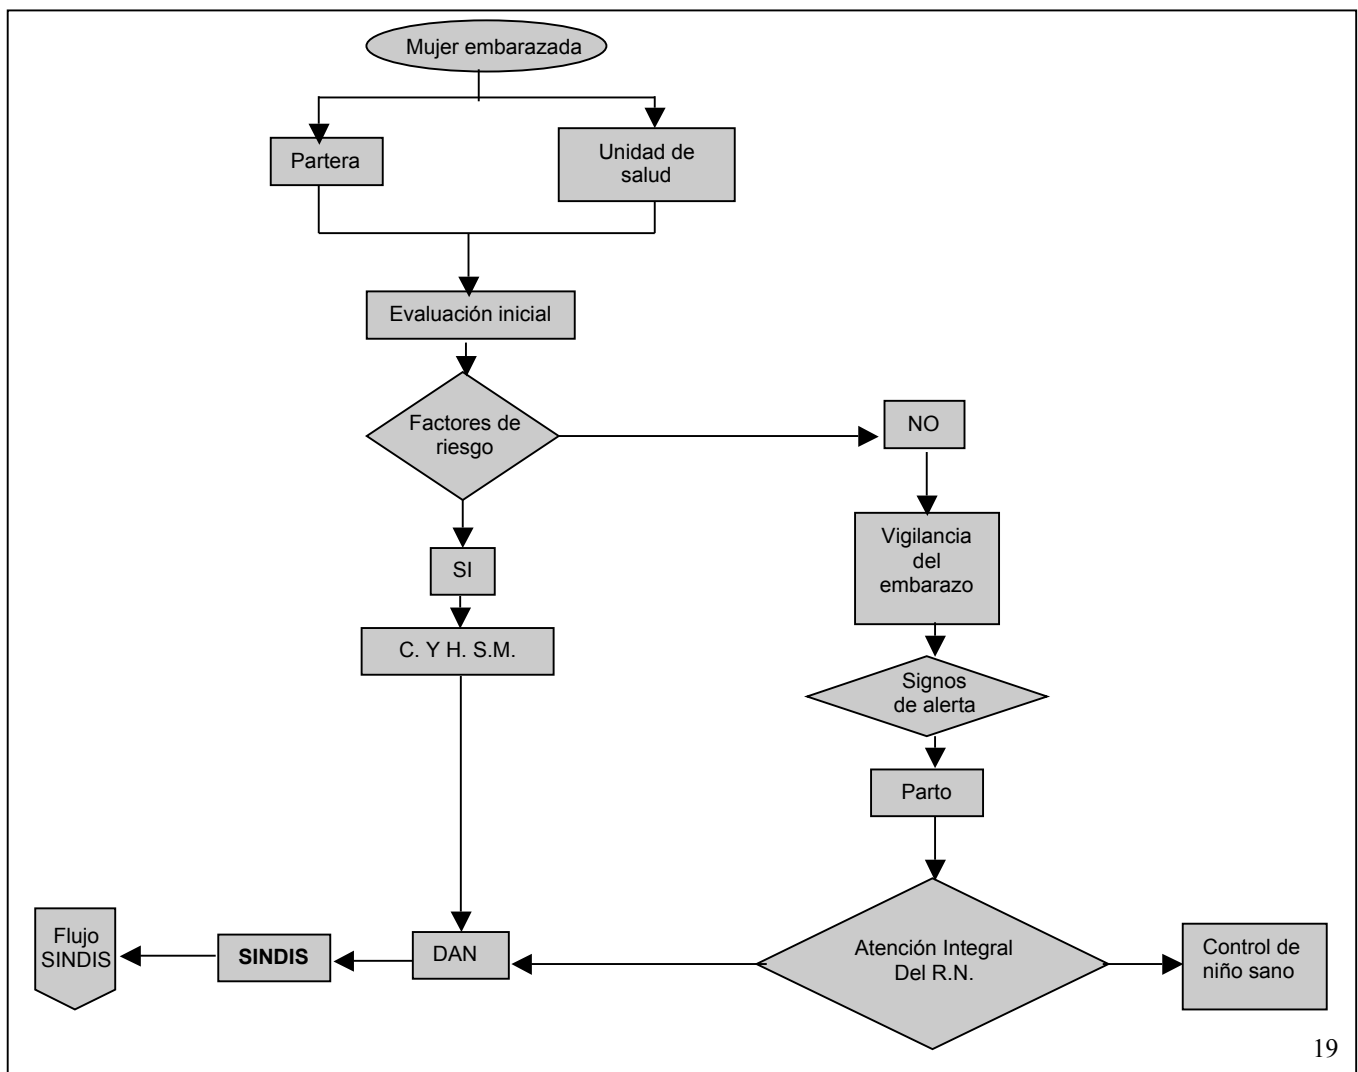 Mujer embarazada
Partera
Unidad de
salud
Evaluación inicial
Factores de
riesgo
NO
SI
Vigilancia
del
embarazo
C. Y H. S.M.
Signos
de alerta
Parto
Flujo
SINDIS
SINDIS
DAN
Atención Integral
Del R.N.
Control de
niño sano
19